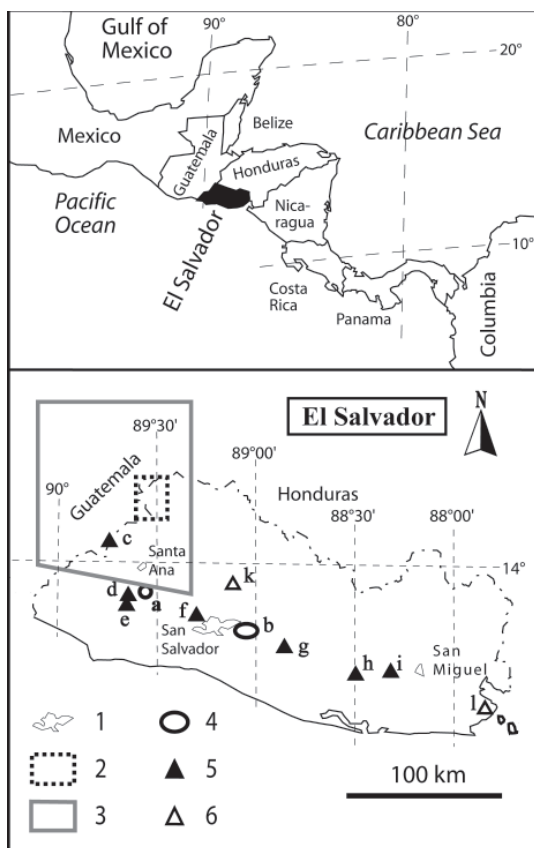 90°
80°
Gulf of
Mexico
20°
Mexico
Belize
Caribbean Sea
Guatemala
Honduras
Pacific
Ocean
Nica-
ragua
El Salvador
10°
Costa
Rica
Panama
Columbia
El Salvador
N
89°30'
Guatemala
89°00'
Honduras
90°
88°30'
88°00'
c
Santa
Ana
14°
k
d
a
e
f
San
Salvador
b
g
h
i
San
Miguel
l
1
4
2
5
3
6
100 km